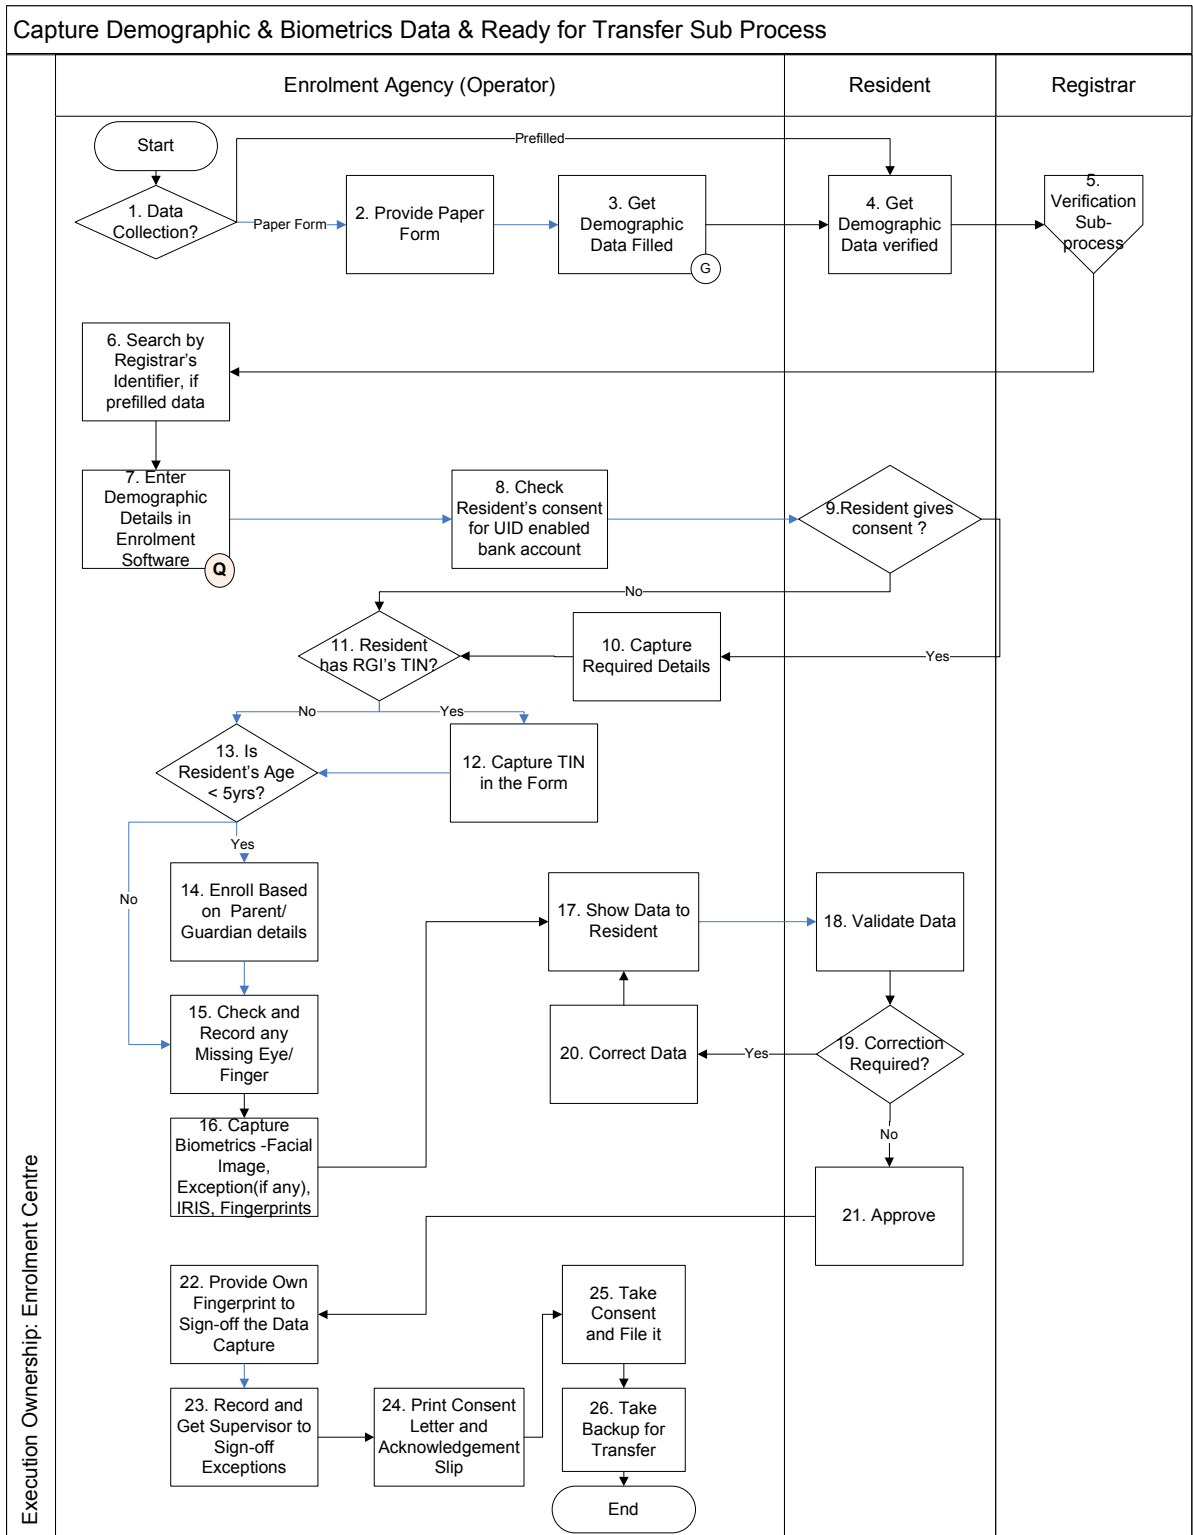 Capture Demographic & Biometrics Data & Ready for Transfer Sub Process
Enrolment Agency (Operator)
Resident
Registrar
Execution Ownership: Enrolment Centre
Start
Prefilled
1. Data
Collection?
Paper Form
2. Provide Paper
Form
3. Get
Demographic
Data Filled
G
4. Get
Demographic
Data verified
5.
Verification
Sub-
process
6. Search by
Registrar's
Identifier, if
prefilled data
7. Enter
Demographic
Details in
Enrolment
Software
Q
8. Check
Resident's consent
for UID enabled
bank account
9.Resident gives
consent ?
No
Yes
10. Capture
Required Details
11. Resident
has RGI's TIN?
No
Yes
12. Capture TIN
in the Form
13. Is
Resident's Age
< 5yrs?
Yes
No
14. Enroll Based
on Parent/
Guardian details
15. Check and
Record any
Missing Eye/
Finger
16. Capture
Biometrics -Facial
Image,
Exception(if any),
IRIS, Fingerprints
17. Show Data to
Resident
18. Validate Data
19. Correction
Required?
Yes
20. Correct Data
No
21. Approve
22. Provide Own
Fingerprint to
Sign-off the Data
Capture
23. Record and
Get Supervisor to
Sign-off
Exceptions
24. Print Consent
Letter and
Acknowledgement
Slip
25. Take
Consent
and File it
26. Take
Backup for
Transfer
End